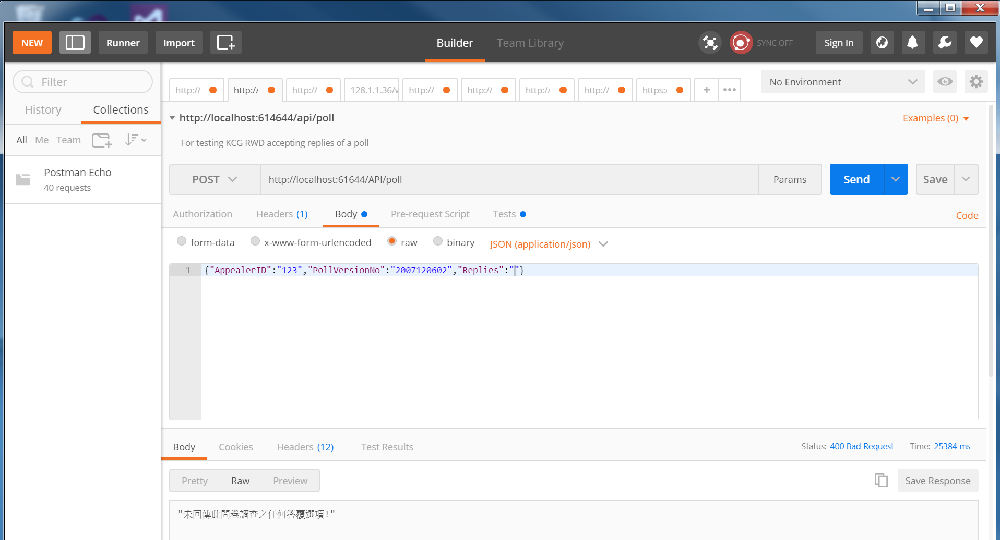 NEW Runner Import Builder Team Library SYNC OFF Sign In
Filter
http:// http:// http:// 128.1.1.36/w http:// http:// http:// http:// https: + ••• No Environment
History Collections
http://localhost:614644/api/poll Examples (0)
All Me Team
For testing KCG RWD accepting replies of a poll
Postman Echo
40 requests
POST http://localhost:61644/API/poll Params Send Save
Authorization Headers (1) Body Pre-request Script Tests Code
form-data x-www-form-urlencoded raw binary JSON (application/json)
1 {"AppealerID":"123","PollVersionNo":"2007120602","Replies":""}
Body Cookies Headers (12) Test Results Status: 400 Bad Request Time: 25384 ms
Pretty Raw Preview Save Response
"未回傳此問卷調查之任何答覆選項!"